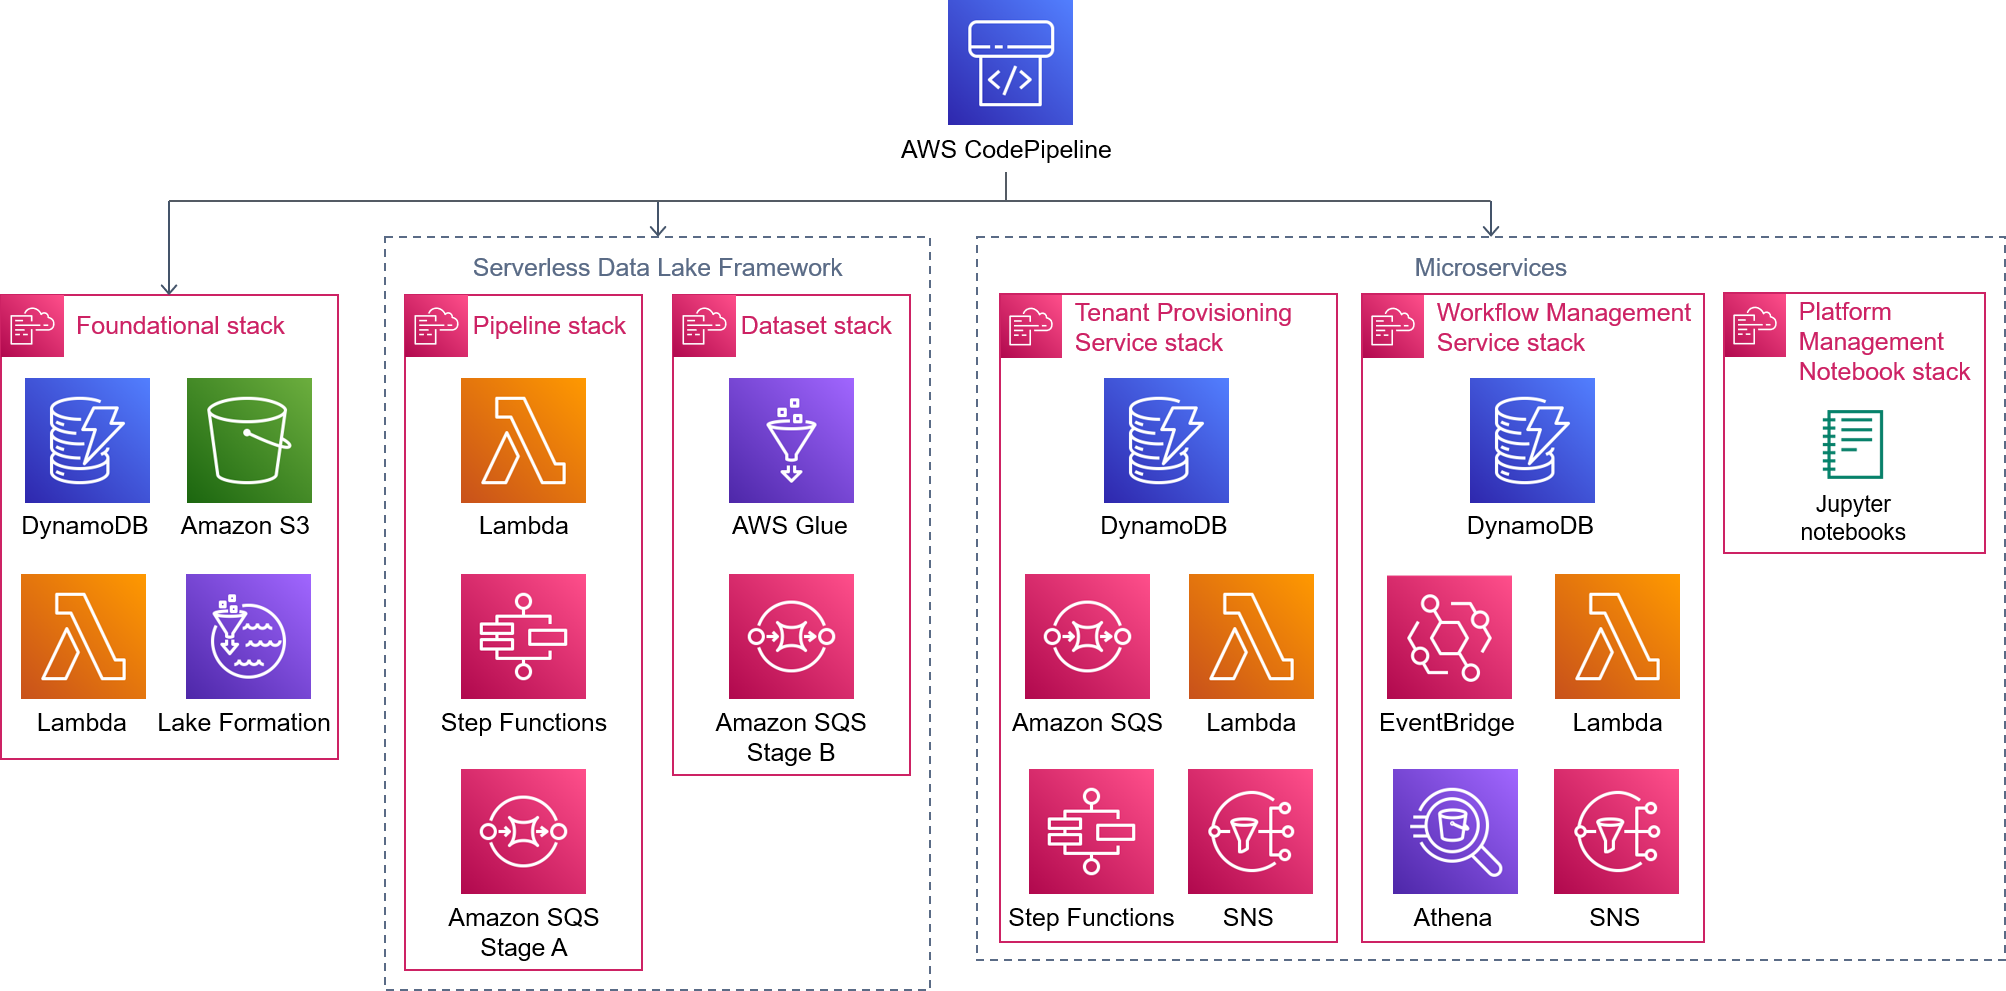 AWS CodePipeline
Serverless Data Lake Framework
Microservices
Foundational stack
DynamoDB
Amazon S3
Lambda
Lake Formation
Pipeline stack
Lambda
Step Functions
Amazon SQS
Stage A
Dataset stack
AWS Glue
Amazon SQS
Stage B
Tenant Provisioning
Service stack
DynamoDB
Amazon SQS
Lambda
Step Functions
SNS
Workflow Management
Service stack
DynamoDB
EventBridge
Lambda
Athena
SNS
Platform
Management
Notebook stack
Jupyter
notebooks